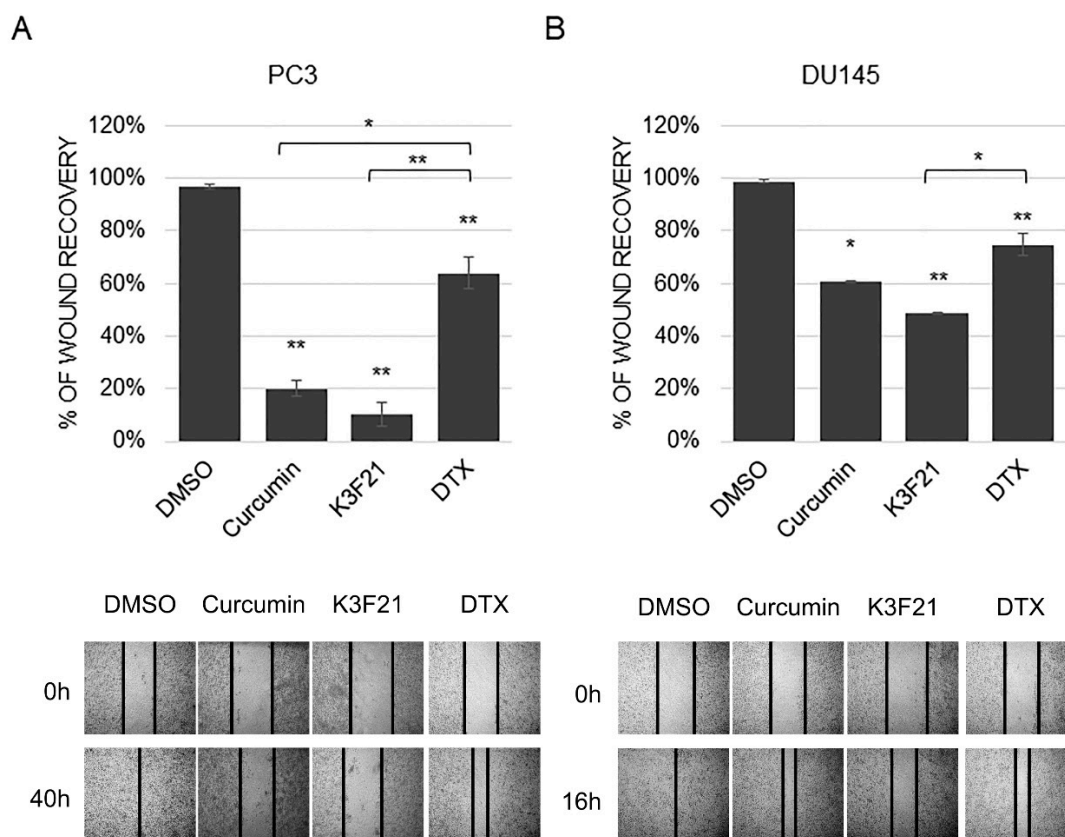 A
PC3
% OF WOUND RECOVERY
120%
100%
80%
60%
40%
20%
0%
*
**
**
**
**
DMSO
Curcumin
K3F21
DTX
DMSO Curcumin K3F21 DTX
0h
40h
B
DU145
% OF WOUND RECOVERY
120%
100%
80%
60%
40%
20%
0%
*
**
*
**
DMSO
Curcumin
K3F21
DTX
DMSO Curcumin K3F21 DTX
0h
16h